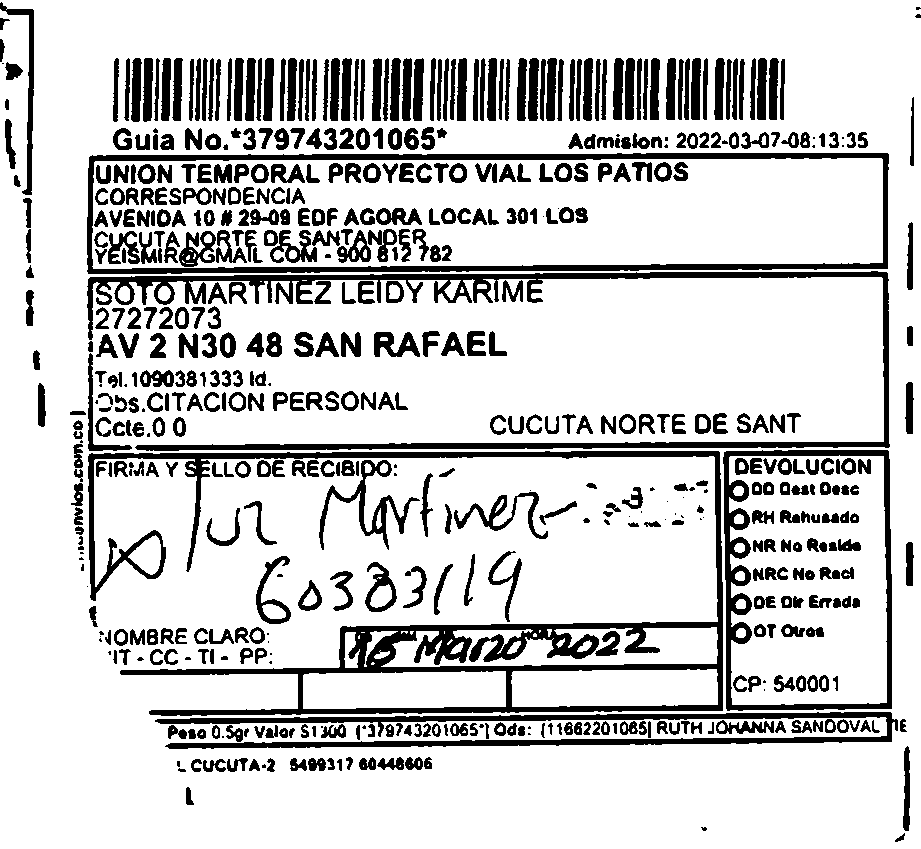 Guia No.*379743201065*
Admision: 2022-03-07-08:13:35
UNION TEMPORAL PROYECTO VIAL LOS PATIOS
CORRESPONDENCIA
AVENIDA 10 # 29-09 EDF AGORA LOCAL 301 LOS
CUCUTA NORTE DE SANTANDER
YEISMIR@GMAIL COM - 900 812 782
SOTO MARTINEZ LEIDY KARIME
27272073
AV 2 N30 48 SAN RAFAEL
Tel.1090381333 Id.
Obs.CITACION PERSONAL
Ccte.0 0
CUCUTA NORTE DE SANT
FIRMA Y SELLO DE RECIBIDO:
luz Martinez
60383119
NOMBRE CLARO:
IT - CC - TI - PP:
HORA
16 Marzo 2022
DEVOLUCION
DD Dest Desc
RH Rehusado
NR No Reside
NRC No Recl
DE Dir Errada
OT Otros
CP: 540001
Peso 0.5gr Valor $1300 (*379743201065*) Ods: [11662201065] RUTH JOHANNA SANDOVAL
L CUCUTA-2 5499317 60448606